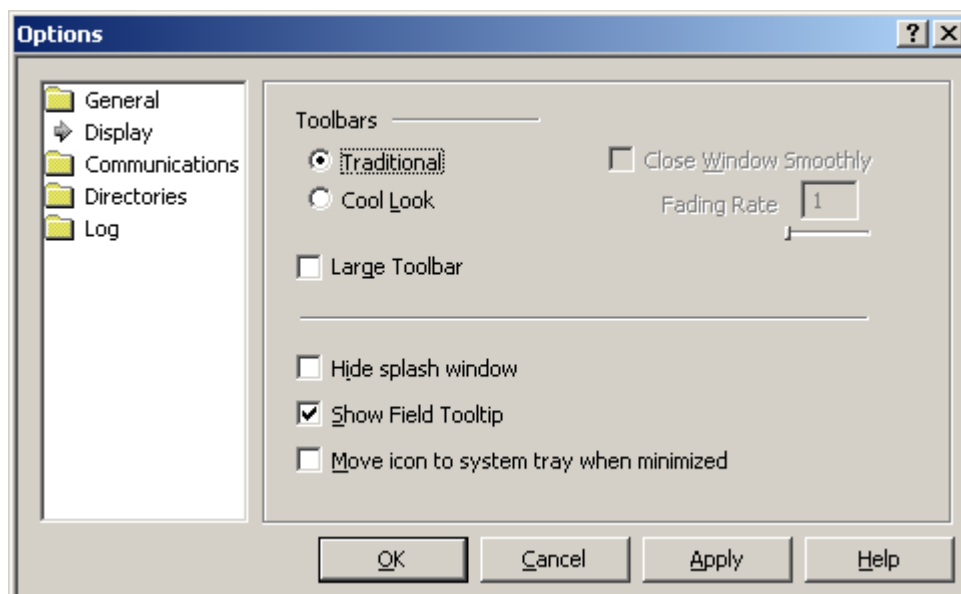 Options
General
Display
Communications
Directories
Log
Toolbars
Traditional
Close Window Smoothly
Cool Look
Fading Rate 1
Large Toolbar
Hide splash window
Show Field Tooltip
Move icon to system tray when minimized
OK Cancel Apply Help